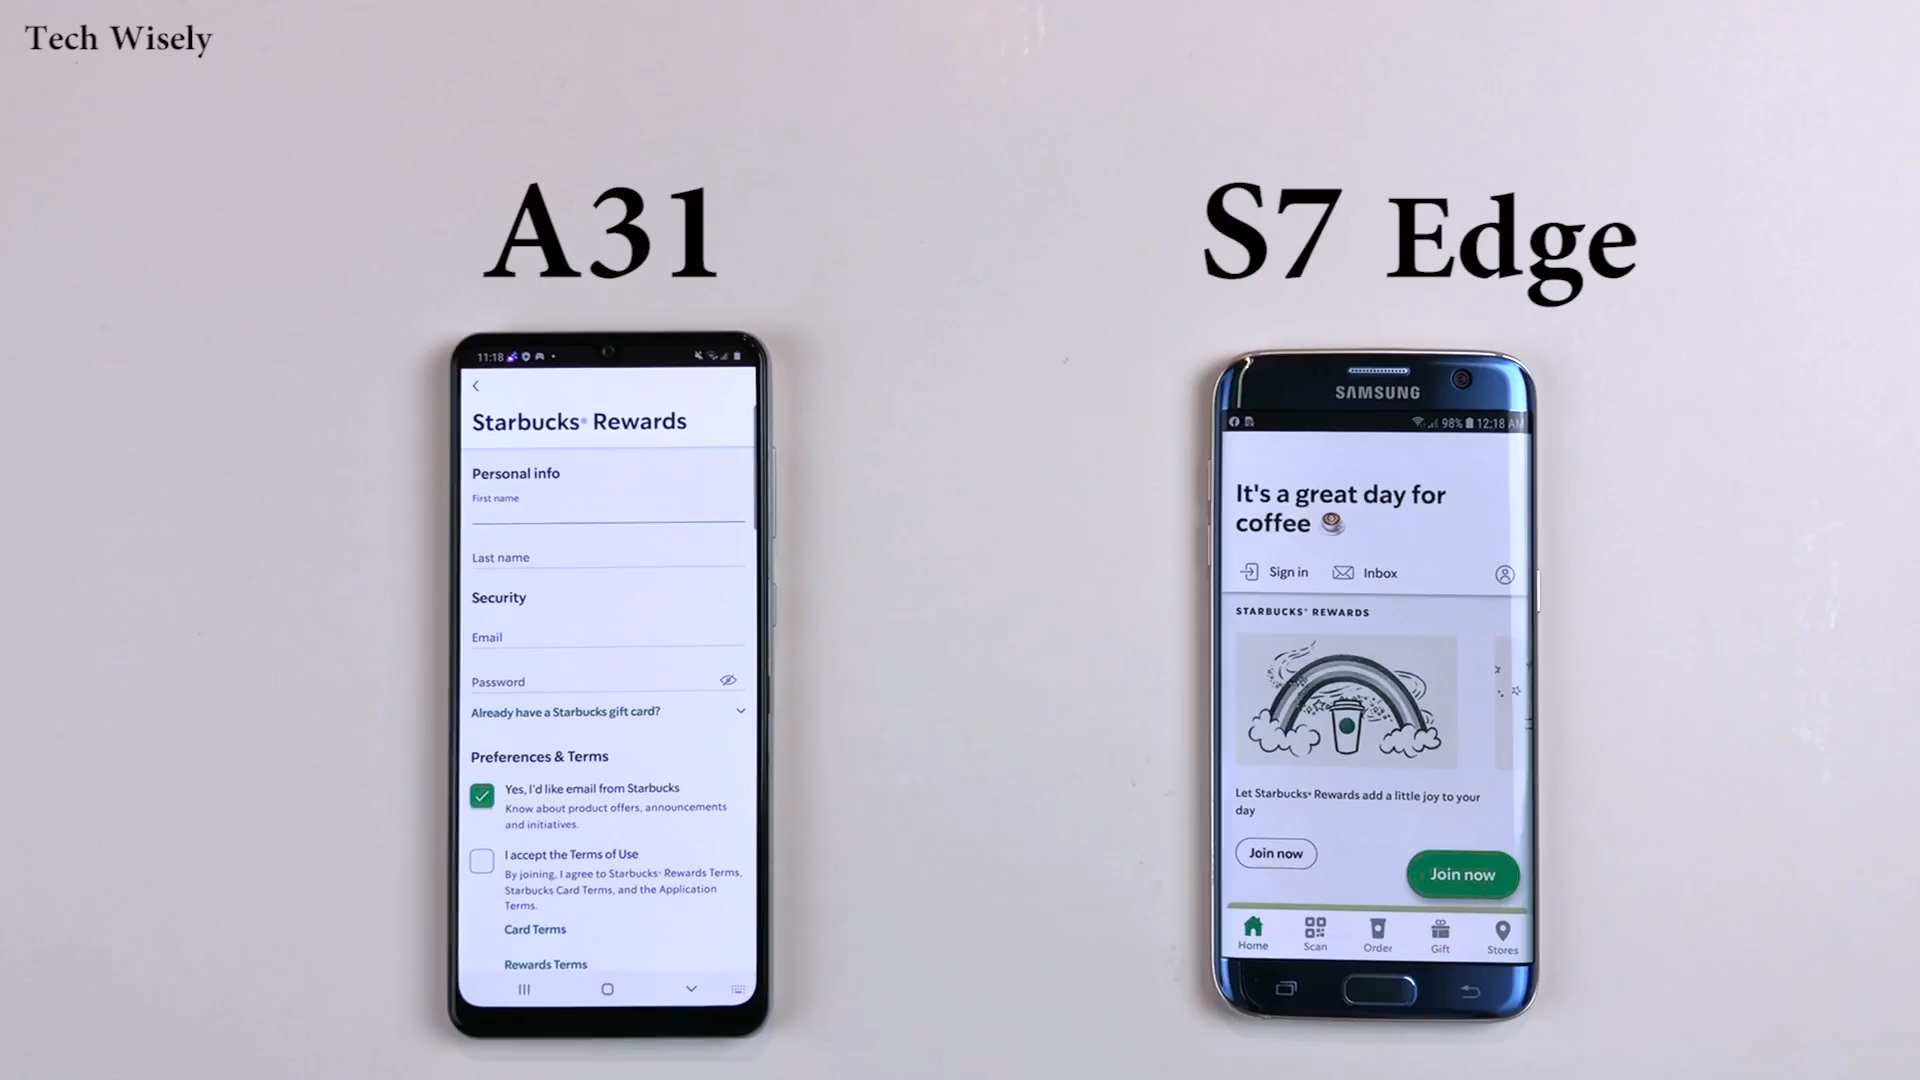 Tech Wisely
A31
S7 Edge
11:18
Starbucks® Rewards
Personal info
First name
Last name
Security
Email
Password
Already have a Starbucks gift card?
Preferences & Terms
Yes, I'd like email from Starbucks
Know about product offers, announcements
and initiatives.
I accept the Terms of Use
By joining, I agree to Starbucks® Rewards Terms,
Starbucks Card Terms, and the Application
Terms.
Card Terms
Rewards Terms
SAMSUNG
98% 12:18 AM
It's a great day for
coffee
Sign in
Inbox
STARBUCKS® REWARDS
Let Starbucks® Rewards add a little joy to your
day
Join now
Join now
Home
Scan
Order
Gift
Stores